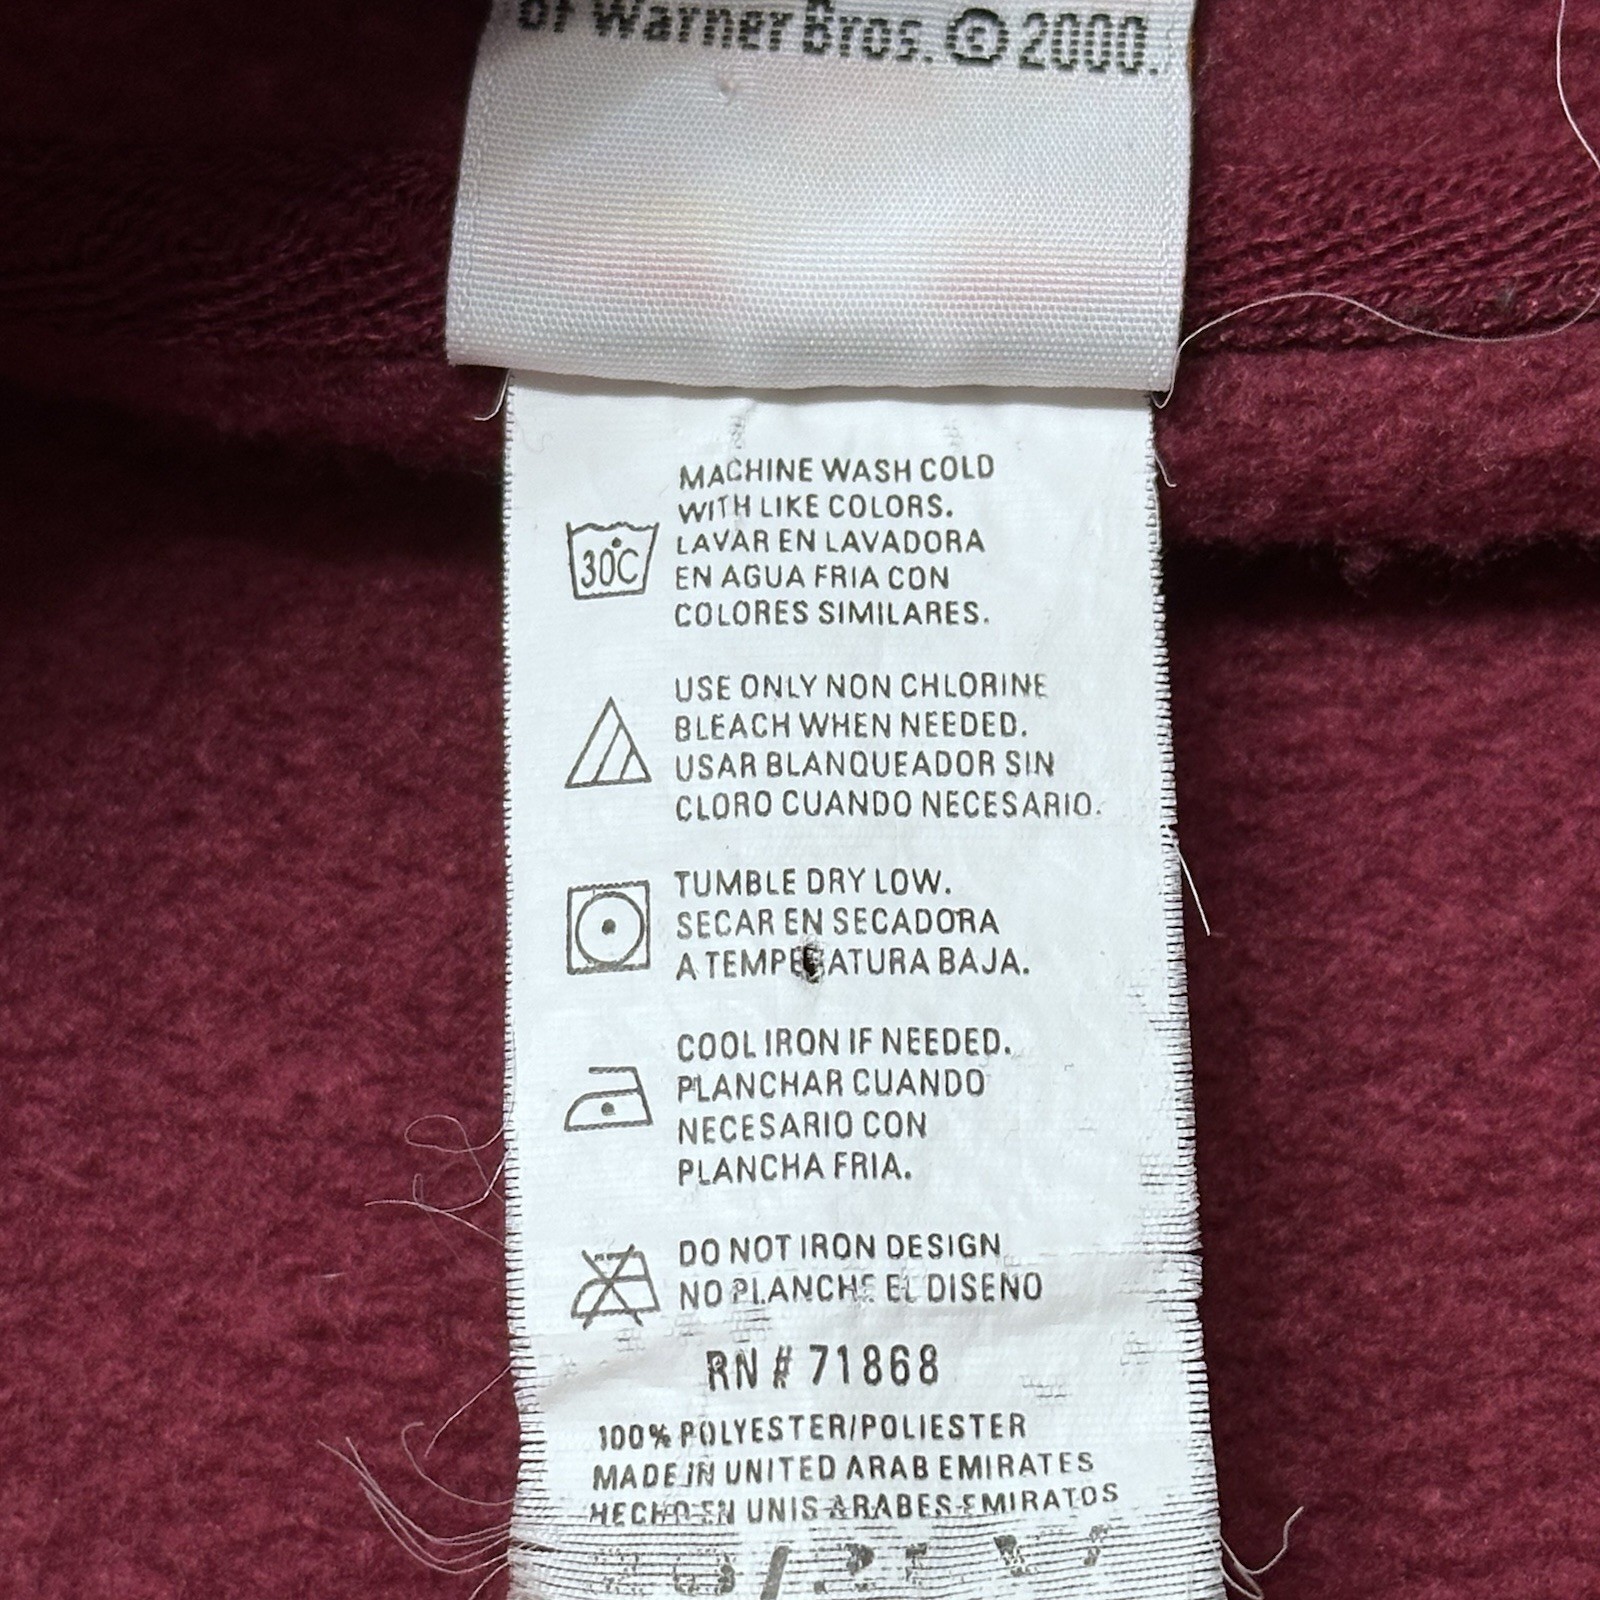 of Warner Bros. © 2000.
MACHINE WASH COLD
WITH LIKE COLORS.
LAVAR EN LAVADORA
30C
EN AGUA FRIA CON
COLORES SIMILARES.
USE ONLY NON CHLORINE
BLEACH WHEN NEEDED.
USAR BLANQUEADOR SIN
CLORO CUANDO NECESARIO.
TUMBLE DRY LOW.
SECAR EN SECADORA
A TEMPERATURA BAJA.
COOL IRON IF NEEDED.
PLANCHAR CUANDO
NECESARIO CON
PLANCHA FRIA.
DO NOT IRON DESIGN
NO PLANCHE EL DISENO
RN # 71868
100% POLYESTER/POLIESTER
MADE IN UNITED ARAB EMIRATES
HECHO EN UNIS ARABES EMIRATOS